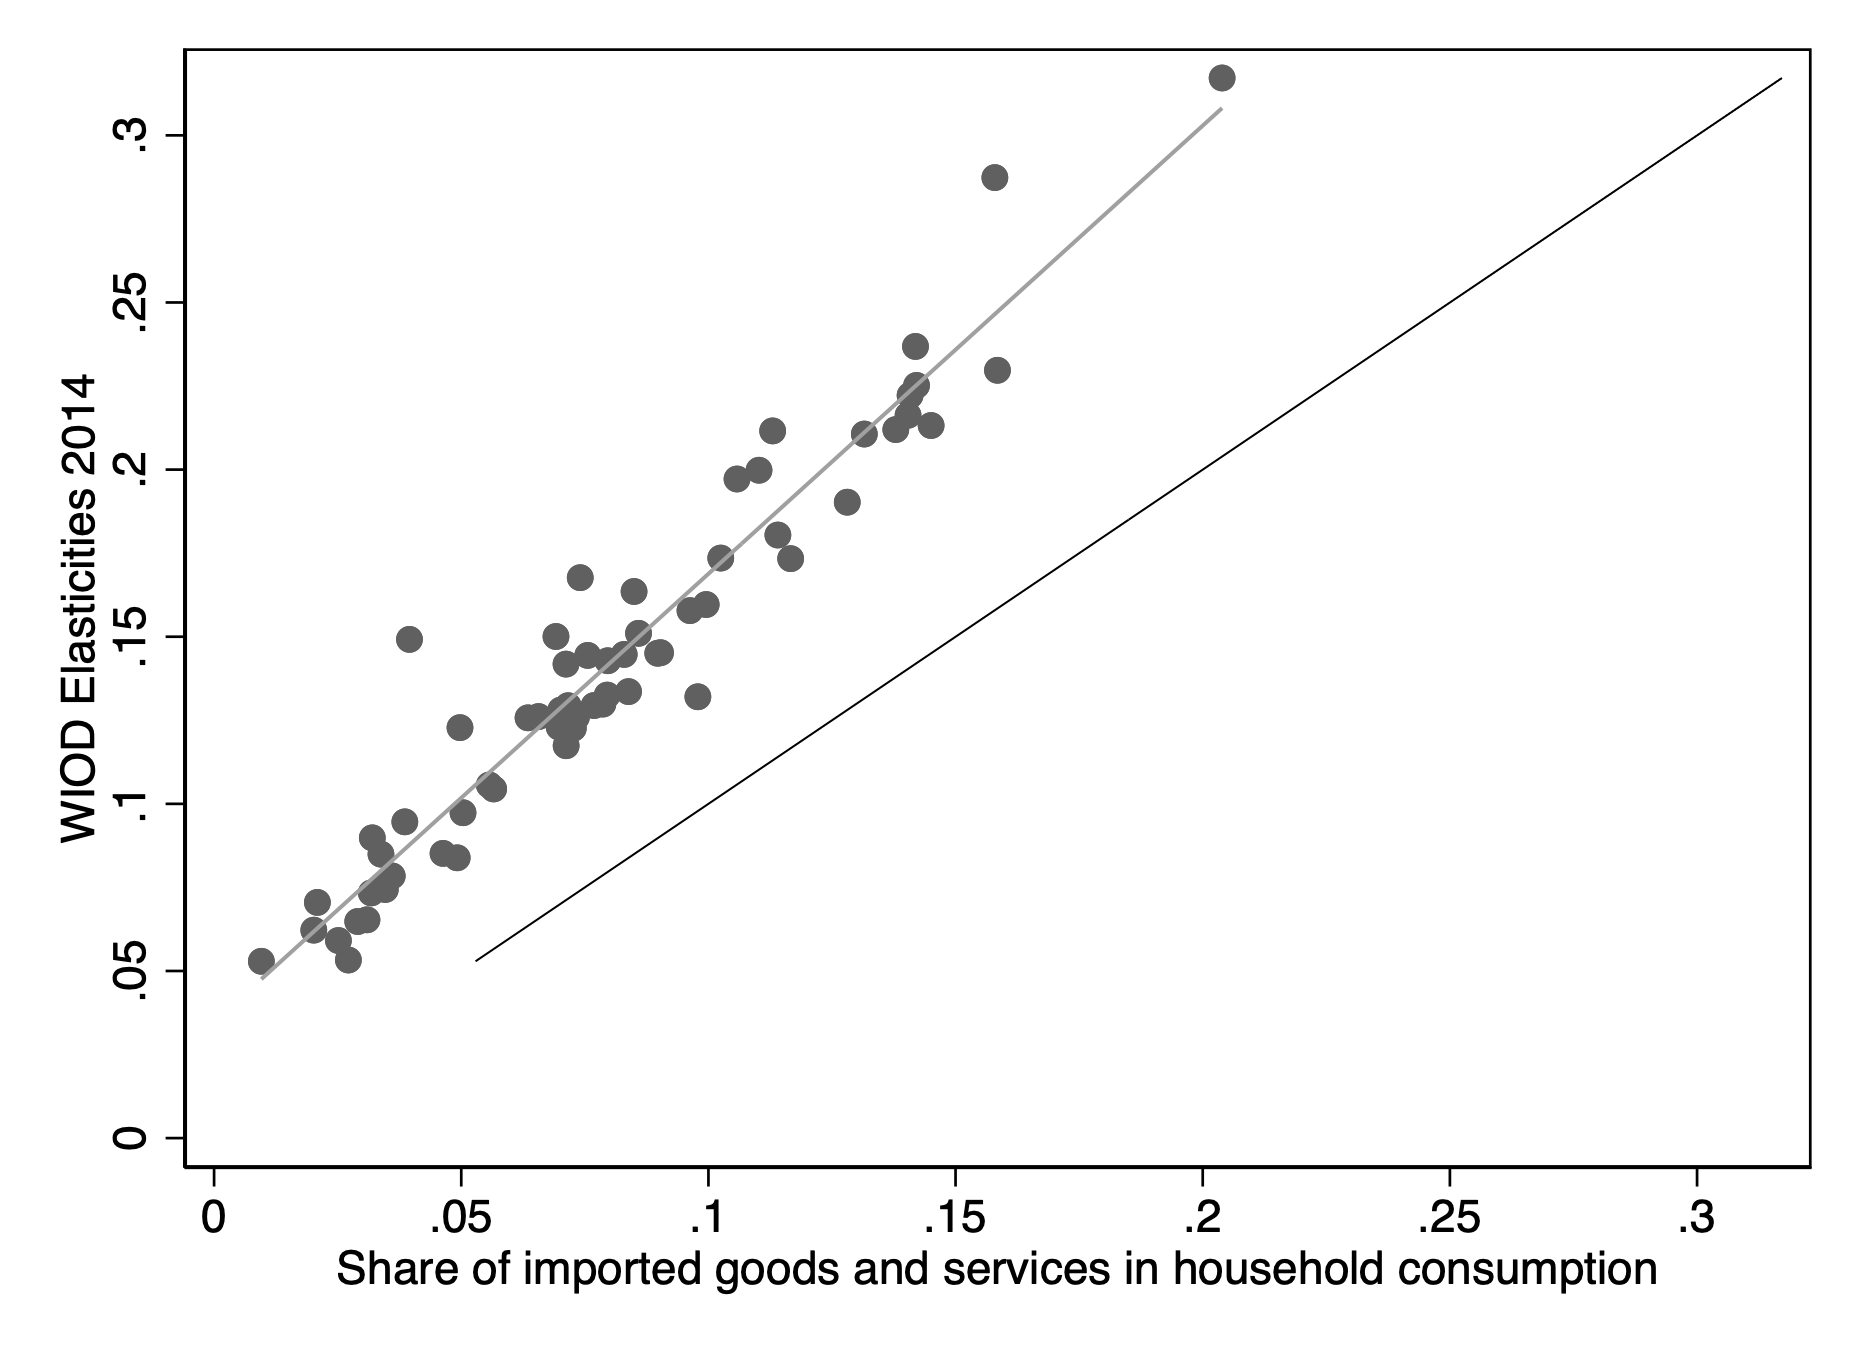 WIOD Elasticities 2014
.3
.25
.2
.15
.1
.05
0
0 .05 .1 .15 .2 .25 .3
Share of imported goods and services in household consumption